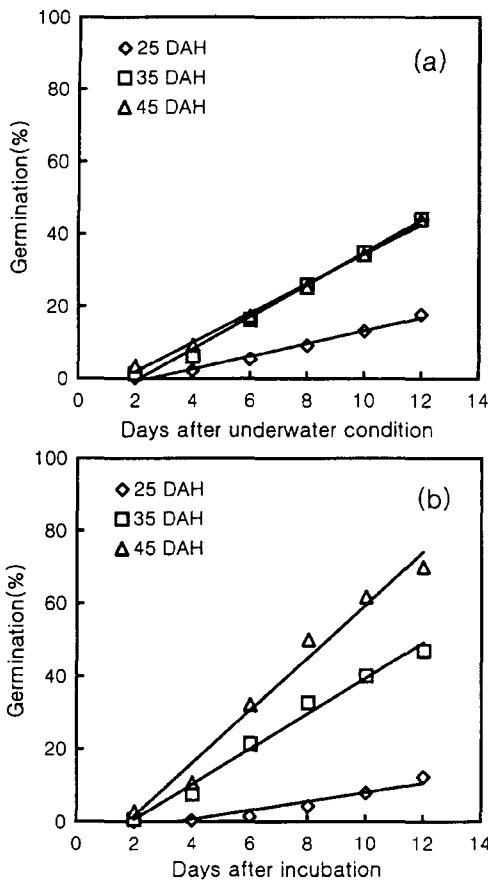 100
80
60
40
20
0
Germination(%)
25 DAH
35 DAH
45 DAH
(a)
0 2 4 6 8 10 12 14
Days after underwater condition
100
80
60
40
20
0
Germination(%)
25 DAH
35 DAH
45 DAH
(b)
0 2 4 6 8 10 12 14
Days after incubation